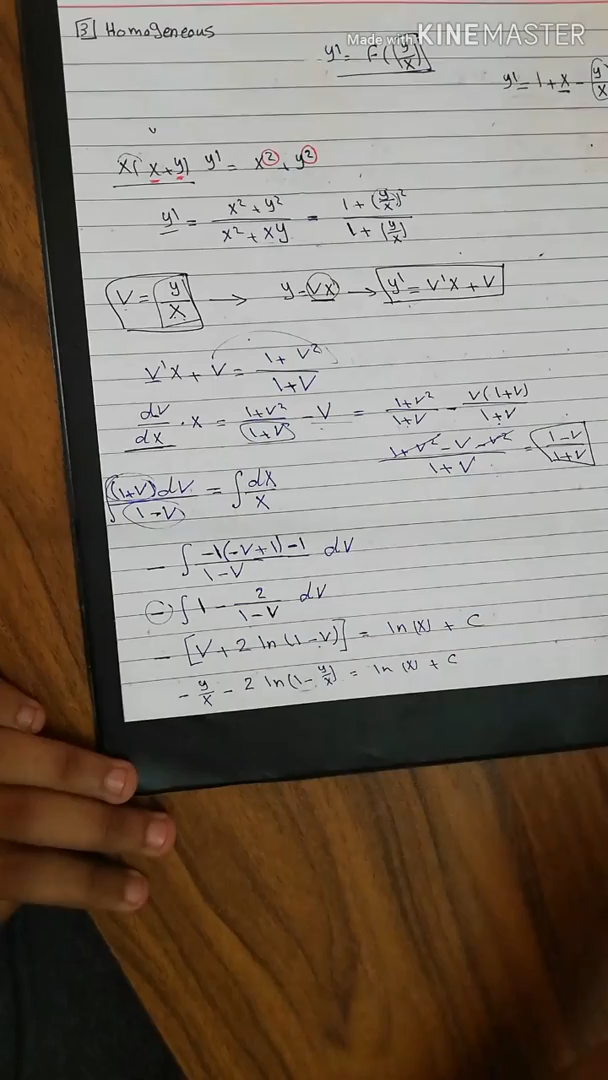 Made with KINEMASTER
[3] Homogeneous
y' = F(y/x)
y' = 1 + x - y/x
x(x+y) y' = x² + y²
y' = (x² + y²)/(x² + xy) = (1 + (y/x)²)/(1 + (y/x))
V = y/x → y = Vx → y' = V'x + V
V'x + V = (1 + V²)/(1+V)
dV/dx · x = (1+V²)/(1+V) - V = (1+V²)/(1+V) - V(1+V)/(1+V)
(1+V²-V-V²)/(1+V) = (1-V)/(1+V)
∫ (1+V)dV/(1-V) = ∫ dx/x
- ∫ (-1(-V+1)-1)/(1-V) dV
- ∫ 1 - 2/(1-V) dV
- [V + 2 ln(1-V)] = ln(x) + C
- y/x - 2 ln(1 - y/x) = ln(x) + C